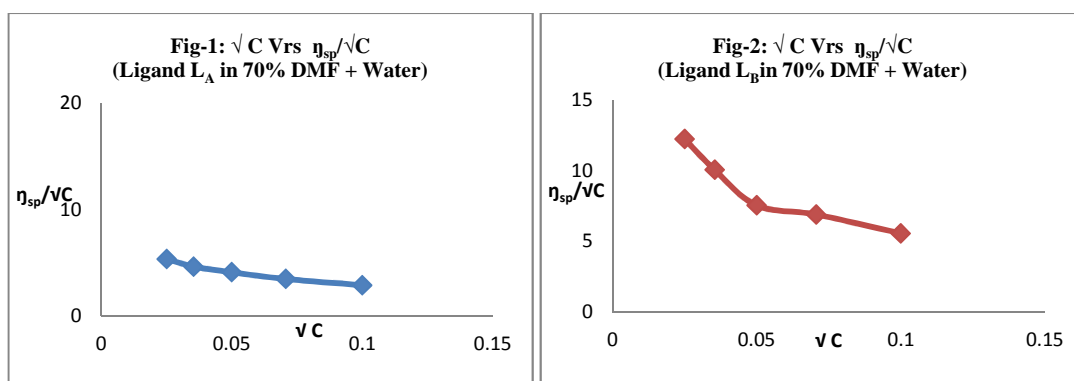 Fig-1: √ C Vrs ηsp/√C
(Ligand LA in 70% DMF + Water)
20
ηsp/√C
10
0
√ C
0
0.05
0.1
0.15
Fig-2: √ C Vrs ηsp/√C
(Ligand LBin 70% DMF + Water)
15
10
ηsp/√C
5
0
√ C
0
0.05
0.1
0.15